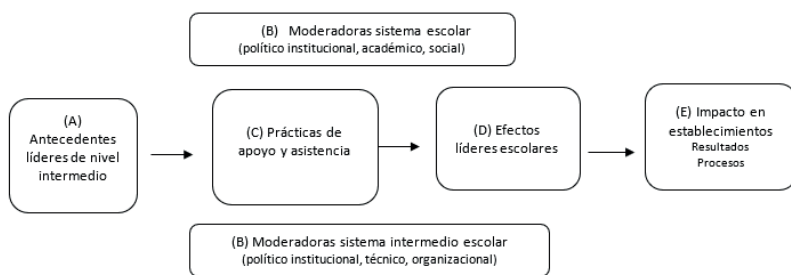 (B) Moderadoras sistema escolar
(político institucional, académico, social)
(A)
Antecedentes
líderes de nivel
intermedio
(C) Prácticas de
apoyo y asistencia
(D) Efectos
líderes escolares
(E) Impacto en
establecimientos
Resultados
Procesos
(B) Moderadoras sistema intermedio escolar
(político institucional, técnico, organizacional)